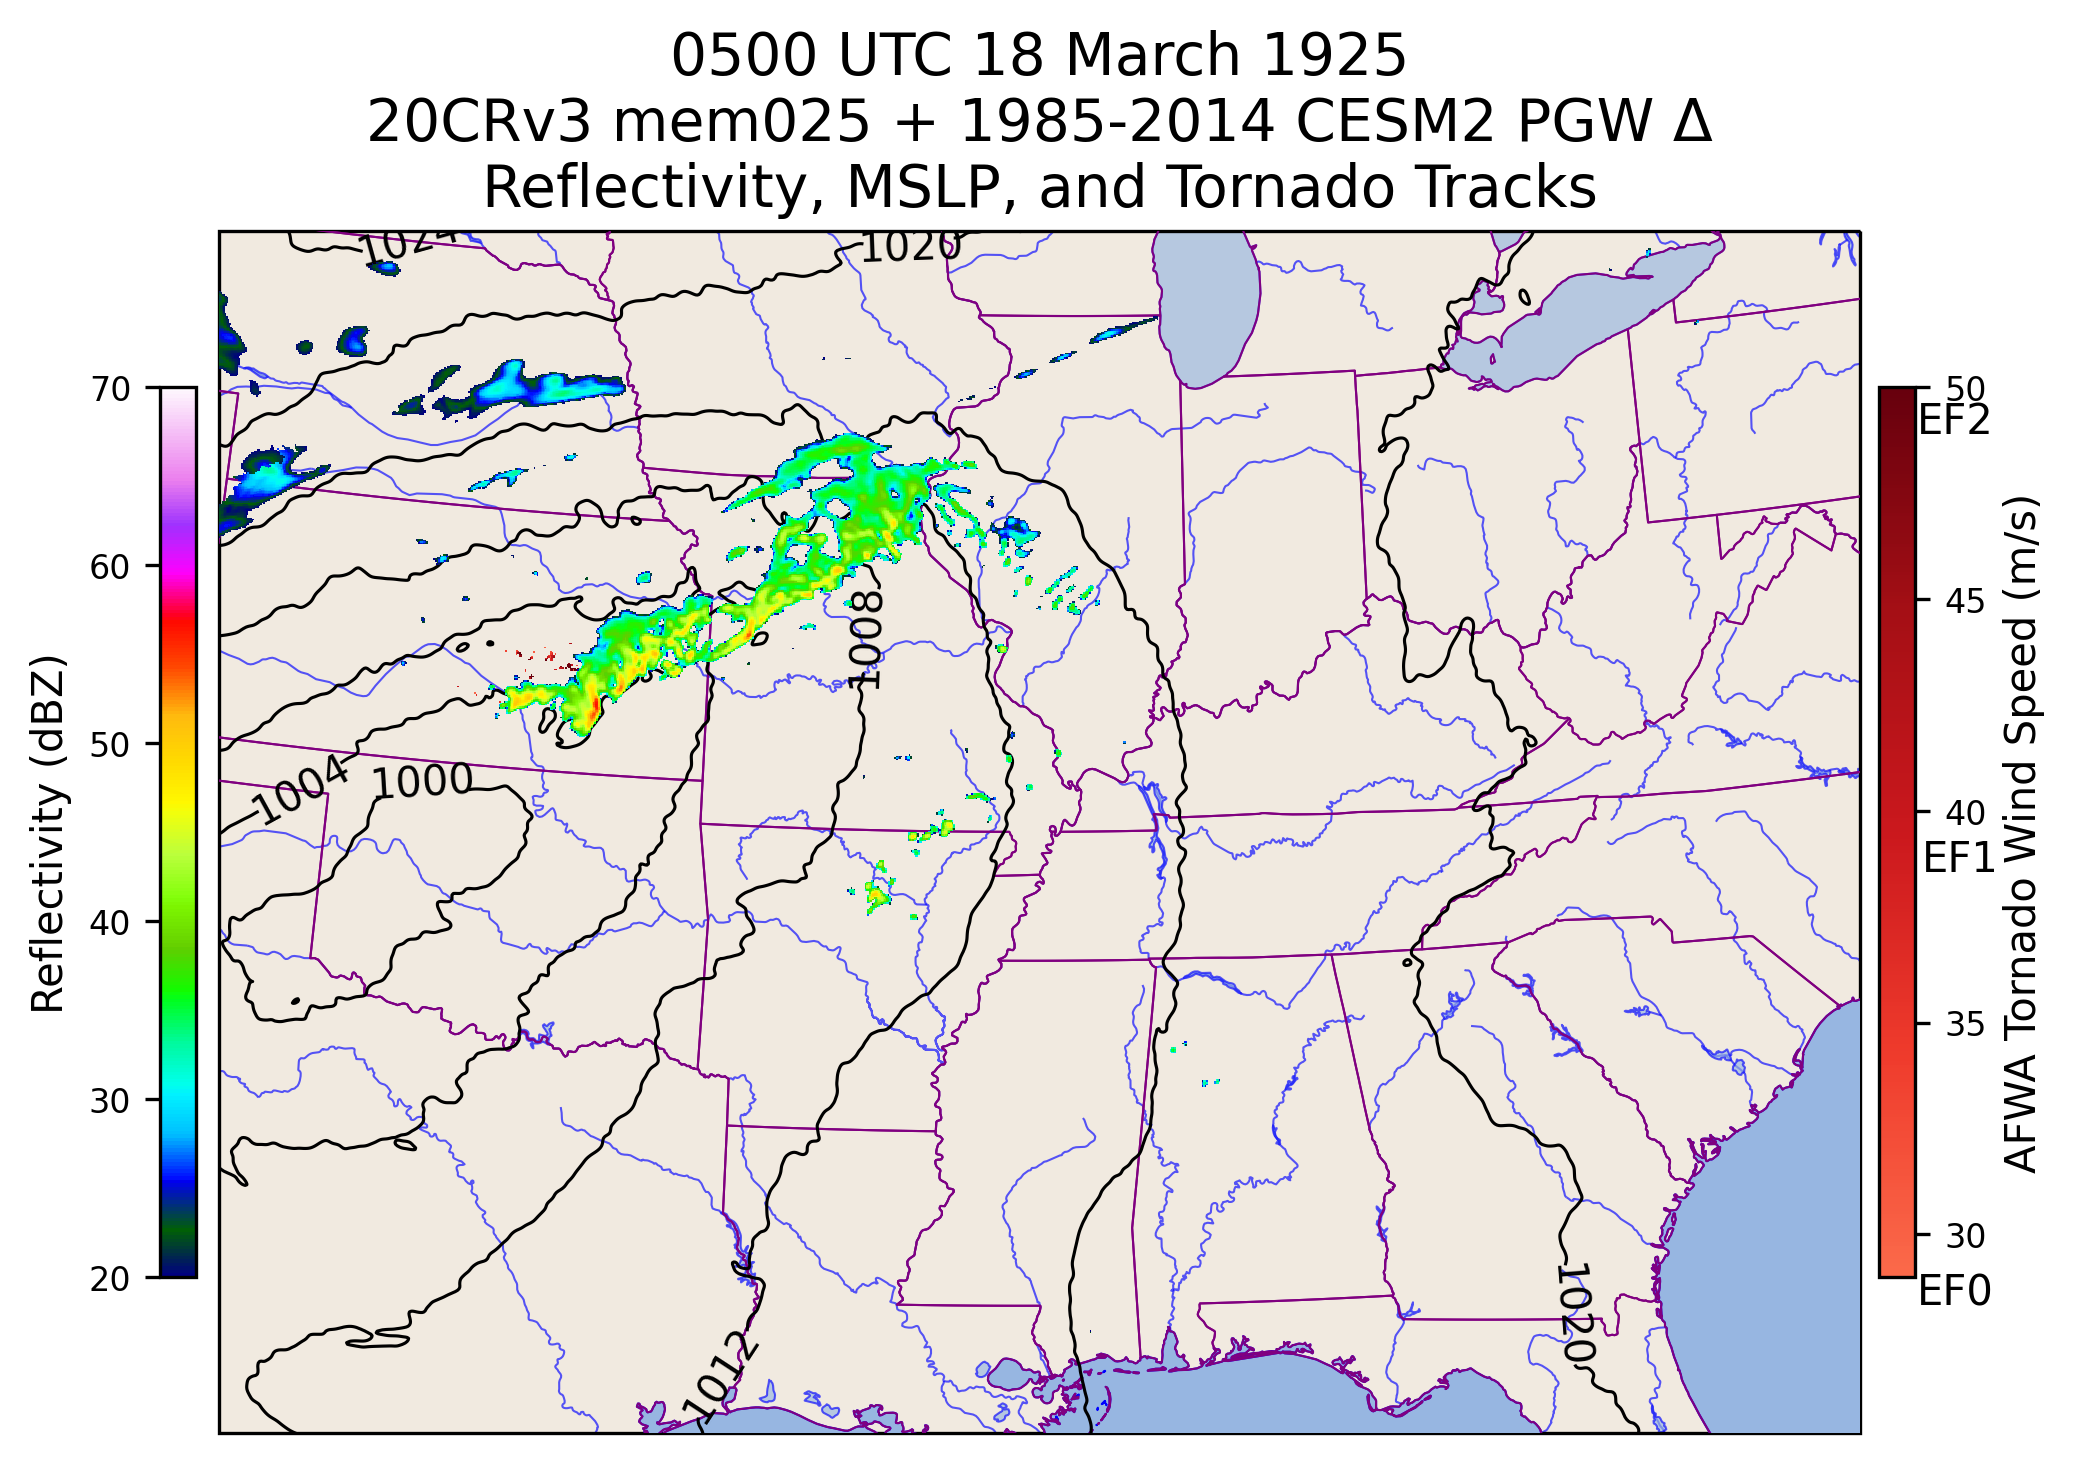 0500 UTC 18 March 1925
20CRv3 mem025 + 1985-2014 CESM2 PGW Δ
Reflectivity, MSLP, and Tornado Tracks
1024
1020
1008
1004
1000
1012
1020
70
60
50
40
30
20
Reflectivity (dBZ)
50
EF2
45
40
EF1
35
30
EF0
AFWA Tornado Wind Speed (m/s)